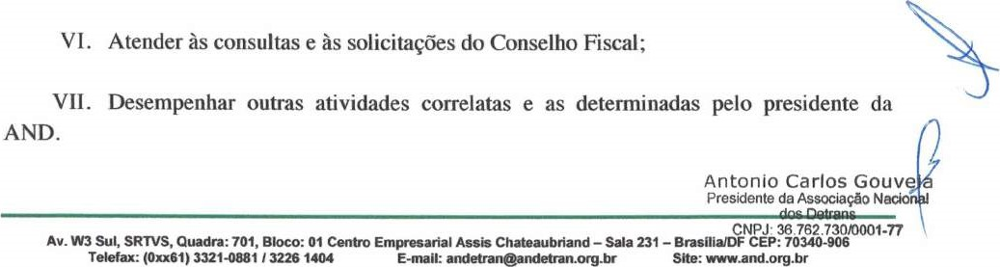 VI. Atender às consultas e às solicitações do Conselho Fiscal;
VII. Desempenhar outras atividades correlatas e as determinadas pelo presidente da
AND.
Antonio Carlos Gouveia
Presidente da Associação Nacional
dos Detrans
CNPJ: 36.762.730/0001-77
Av. W3 Sul, SRTVS, Quadra: 701, Bloco: 01 Centro Empresarial Assis Chateaubriand – Sala 231 – Brasília/DF CEP: 70340-906
Telefax: (0xx61) 3321-0881 / 3226 1404 E-mail: andetran@andetran.org.br Site: www.and.org.br